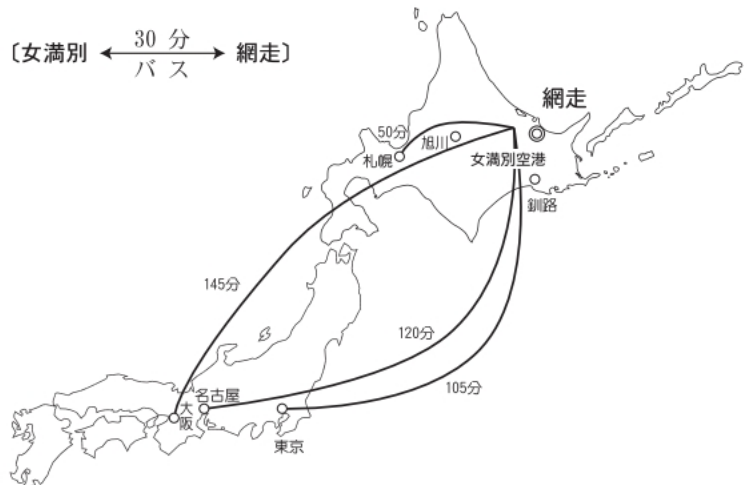 〔女満別 30 分 網走〕
バ ス
網走
50分
旭川
札幌
女満別空港
釧路
145分
120分
105分
名古屋
大阪
東京